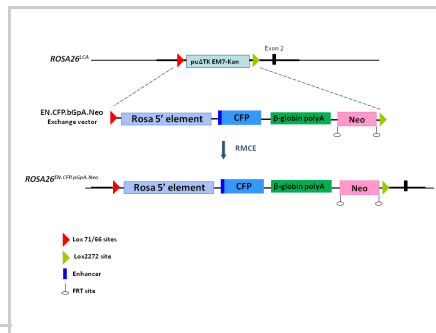 Exon 2
ROSA26LCA
puΔTK EM7-Kan
EN.CFP.bGpA.Neo
Exchange vector
Rosa 5' element
CFP
β-globin polyA
Neo
RMCE
ROSA26EN.CFP.pGpA.Neo
Rosa 5' element
CFP
β-globin polyA
Neo
Lox 71/66 sites
Lox2272 site
Enhancer
FRT site